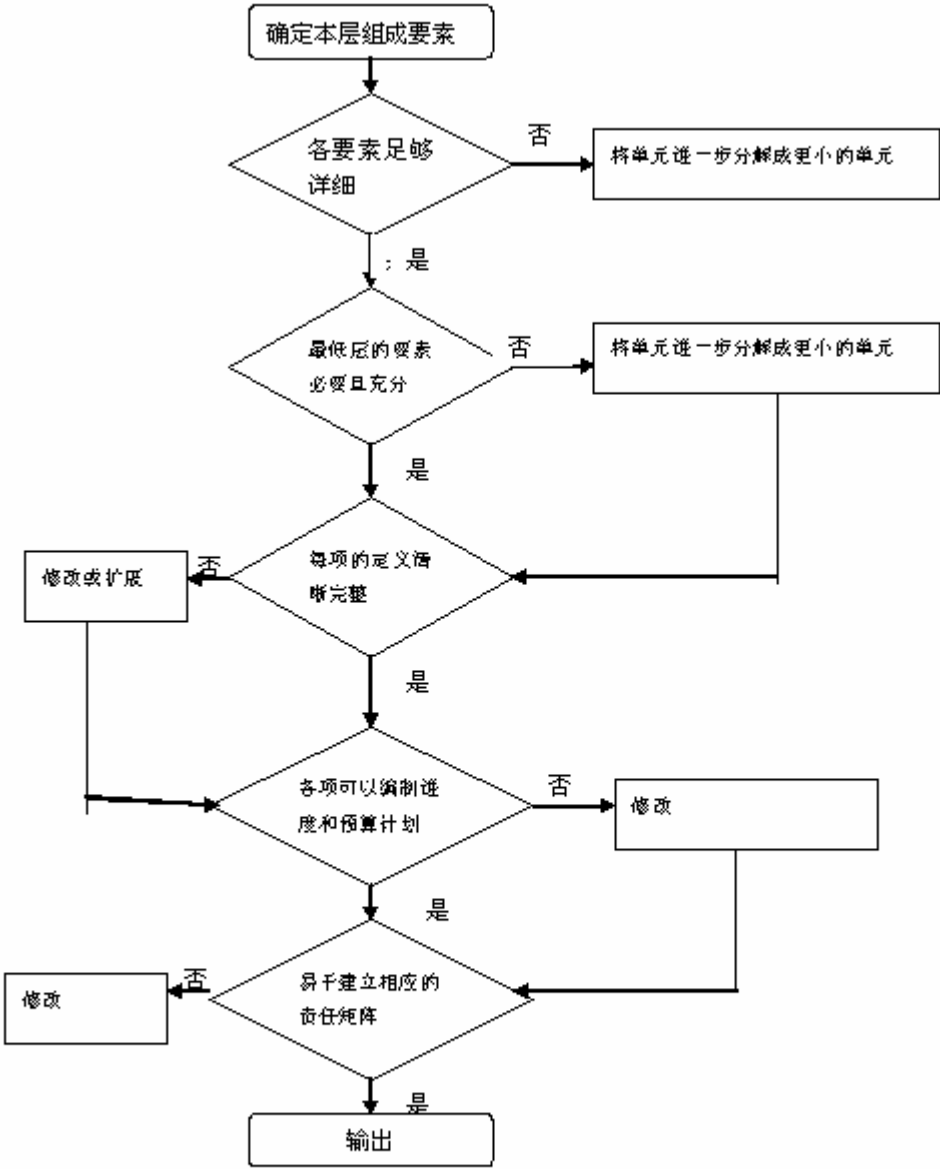 确定本层组成要素
各要素足够
详细
否
将单元进一步分解成更小的单元
；是
最低层的要素
必要且充分
否
将单元进一步分解成更小的单元
是
每项的定义清
晰完整
否
修改或扩展
是
各项可以编制进
度和预算计划
否
修改
是
易于建立相应的
责任矩阵
否
修改
是
输出